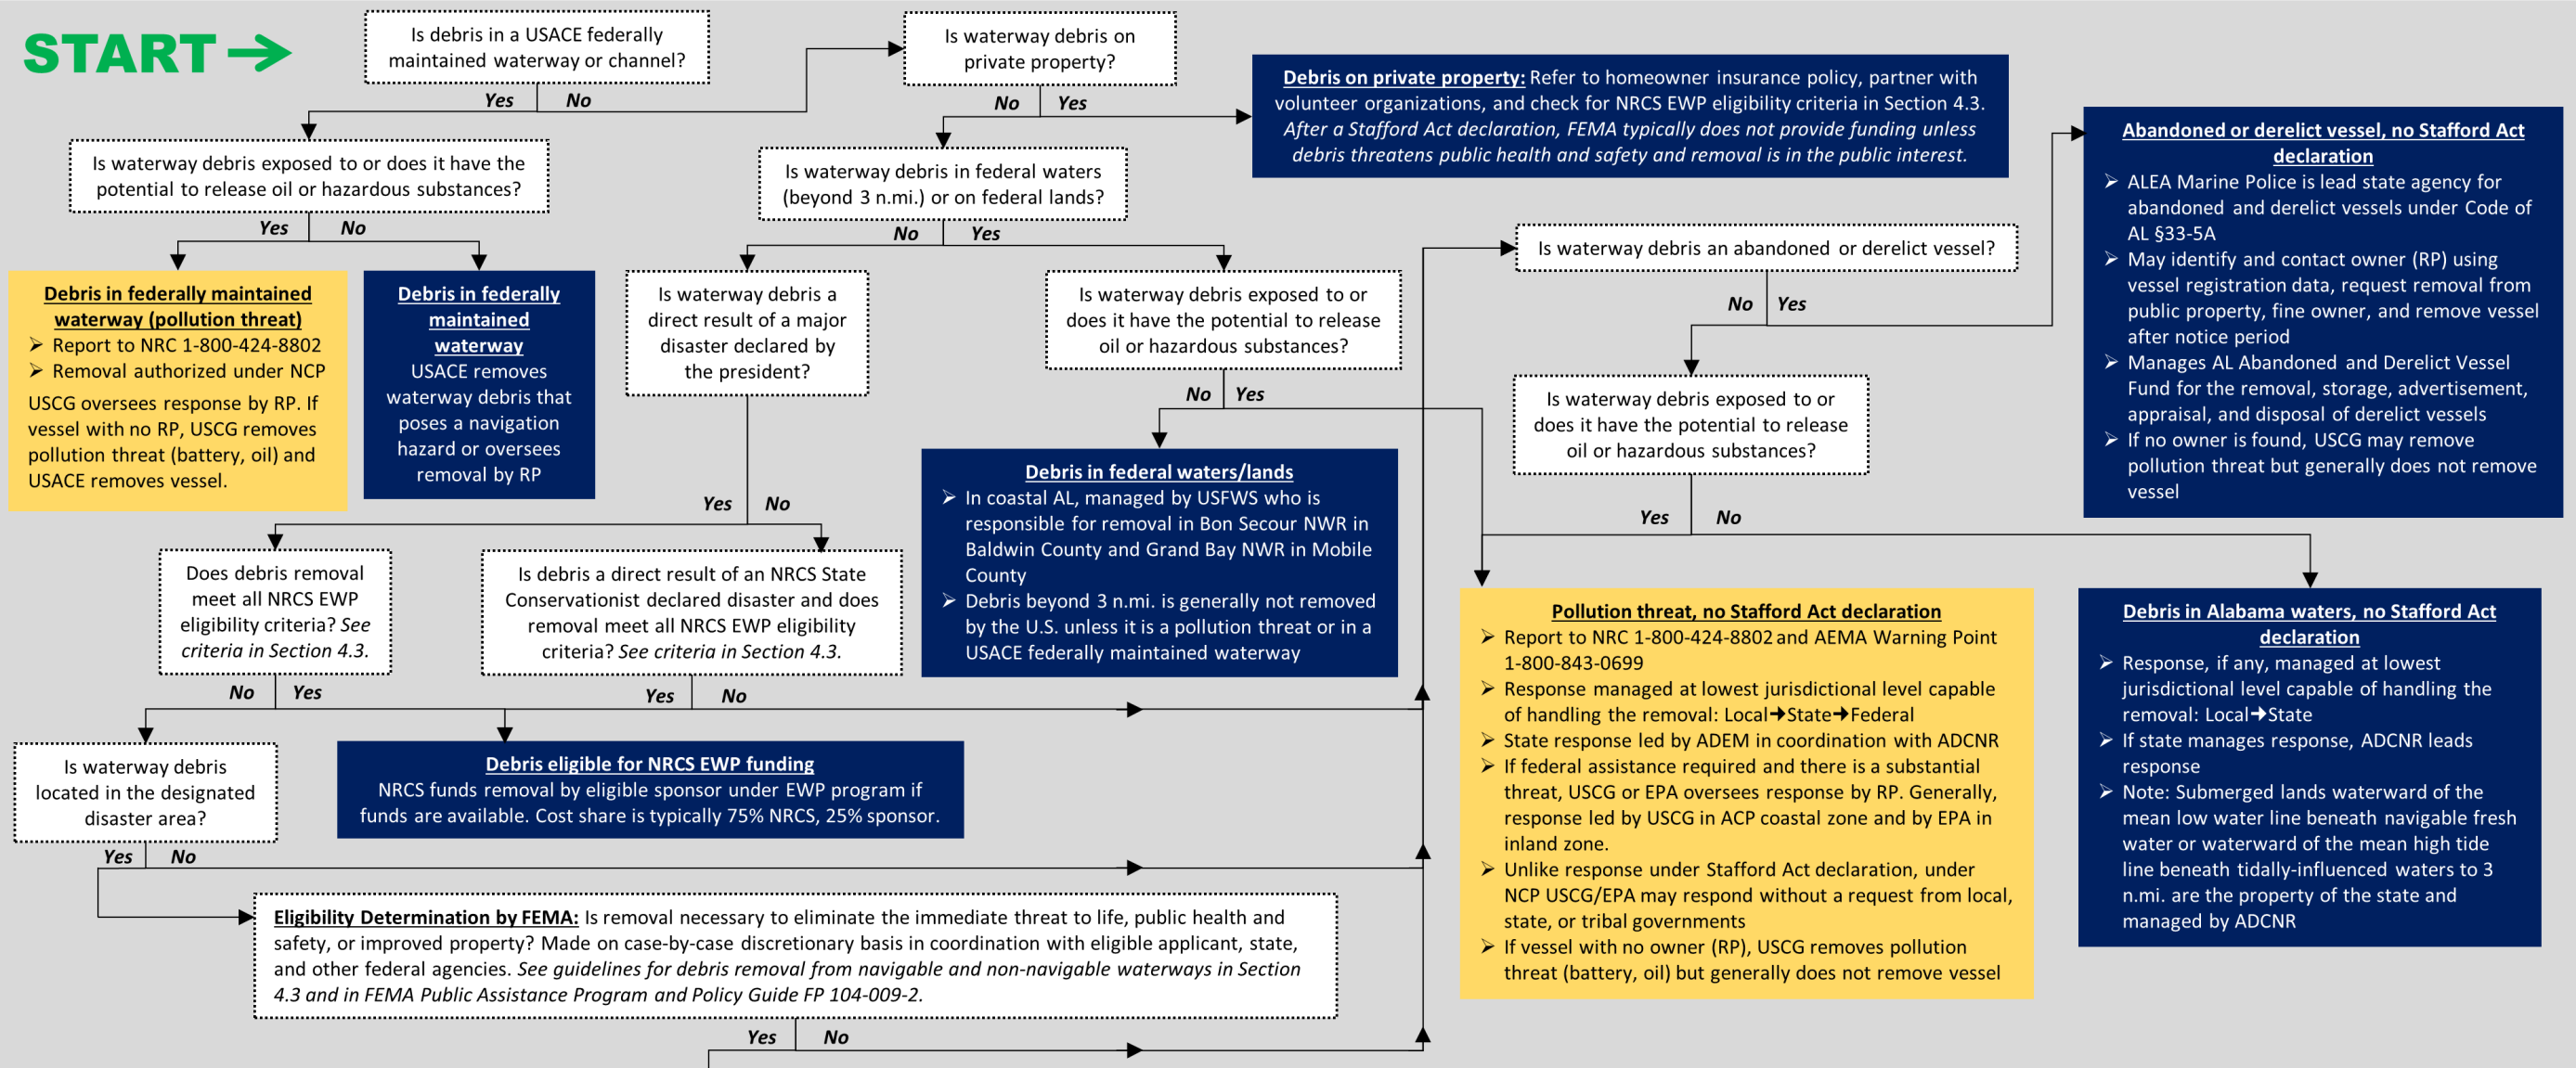 START
Is debris in a USACE federally
maintained waterway or channel?
Yes
No
Is waterway debris on
private property?
No
Yes
Debris on private property: Refer to homeowner insurance policy, partner with
volunteer organizations, and check for NRCS EWP eligibility criteria in Section 4.3.
After a Stafford Act declaration, FEMA typically does not provide funding unless
debris threatens public health and safety and removal is in the public interest.
Is waterway debris exposed to or does it have the
potential to release oil or hazardous substances?
Yes
No
Debris in federally maintained
waterway (pollution threat)
➢ Report to NRC 1-800-424-8802
➢ Removal authorized under NCP
USCG oversees response by RP. If
vessel with no RP, USCG removes
pollution threat (battery, oil) and
USACE removes vessel.
Debris in federally
maintained
waterway
USACE removes
waterway debris that
poses a navigation
hazard or oversees
removal by RP
Is waterway debris in federal waters
(beyond 3 n.mi.) or on federal lands?
No
Yes
Is waterway debris a
direct result of a major
disaster declared by
the president?
Yes
No
Is waterway debris exposed to or
does it have the potential to release
oil or hazardous substances?
No
Yes
Debris in federal waters/lands
➢ In coastal AL, managed by USFWS who is
responsible for removal in Bon Secour NWR in
Baldwin County and Grand Bay NWR in Mobile
County
➢ Debris beyond 3 n.mi. is generally not removed
by the U.S. unless it is a pollution threat or in a
USACE federally maintained waterway
Does debris removal
meet all NRCS EWP
eligibility criteria? See
criteria in Section 4.3.
No
Yes
Is debris a direct result of an NRCS State
Conservationist declared disaster and does
removal meet all NRCS EWP eligibility
criteria? See criteria in Section 4.3.
Yes
No
Is waterway debris
located in the designated
disaster area?
Yes
No
Debris eligible for NRCS EWP funding
NRCS funds removal by eligible sponsor under EWP program if
funds are available. Cost share is typically 75% NRCS, 25% sponsor.
Eligibility Determination by FEMA: Is removal necessary to eliminate the immediate threat to life, public health and
safety, or improved property? Made on case-by-case discretionary basis in coordination with eligible applicant, state,
and other federal agencies. See guidelines for debris removal from navigable and non-navigable waterways in Section
4.3 and in FEMA Public Assistance Program and Policy Guide FP 104-009-2.
Yes
No
Is waterway debris an abandoned or derelict vessel?
No
Yes
Abandoned or derelict vessel, no Stafford Act
declaration
➢ ALEA Marine Police is lead state agency for
abandoned and derelict vessels under Code of
AL §33-5A
➢ May identify and contact owner (RP) using
vessel registration data, request removal from
public property, fine owner, and remove vessel
after notice period
➢ Manages AL Abandoned and Derelict Vessel
Fund for the removal, storage, advertisement,
appraisal, and disposal of derelict vessels
➢ If no owner is found, USCG may remove
pollution threat but generally does not remove
vessel
Is waterway debris exposed to or
does it have the potential to release
oil or hazardous substances?
Yes
No
Pollution threat, no Stafford Act declaration
➢ Report to NRC 1-800-424-8802 and AEMA Warning Point
1-800-843-0699
➢ Response managed at lowest jurisdictional level capable
of handling the removal: Local➔State➔Federal
➢ State response led by ADEM in coordination with ADCNR
➢ If federal assistance required and there is a substantial
threat, USCG or EPA oversees response by RP. Generally,
response led by USCG in ACP coastal zone and by EPA in
inland zone.
➢ Unlike response under Stafford Act declaration, under
NCP USCG/EPA may respond without a request from local,
state, or tribal governments
➢ If vessel with no owner (RP), USCG removes pollution
threat (battery, oil) but generally does not remove vessel
Debris in Alabama waters, no Stafford Act
declaration
➢ Response, if any, managed at lowest
jurisdictional level capable of handling the
removal: Local➔State
➢ If state manages response, ADCNR leads
response
➢ Note: Submerged lands waterward of the
mean low water line beneath navigable fresh
water or waterward of the mean high tide
line beneath tidally-influenced waters to 3
n.mi. are the property of the state and
managed by ADCNR